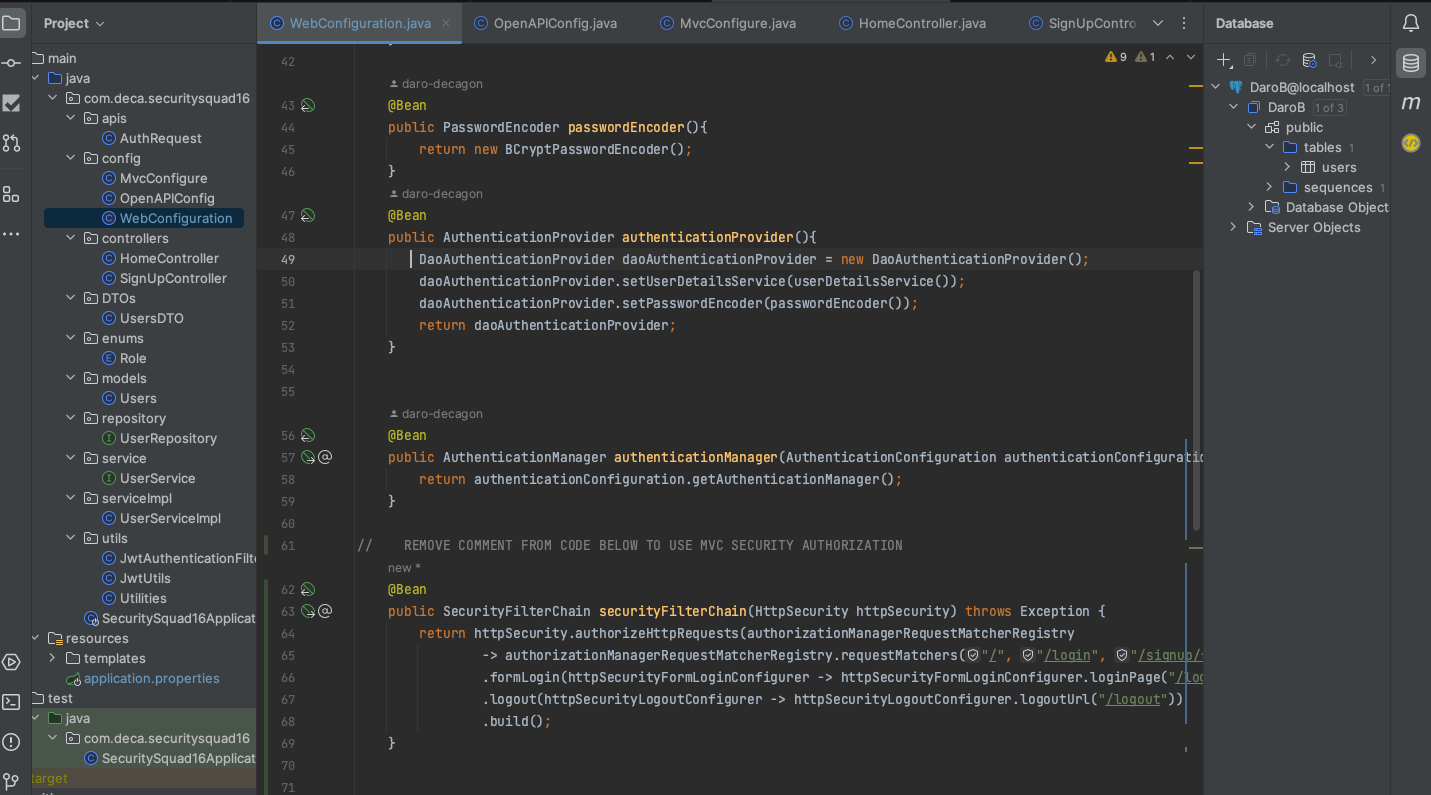 Project
WebConfiguration.java
OpenAPIConfig.java
MvcConfigure.java
HomeController.java
SignUpContro
Database
main
java
com.deca.securitysquad16
apis
AuthRequest
config
MvcConfigure
OpenAPIConfig
WebConfiguration
controllers
HomeController
SignUpController
DTOs
UsersDTO
enums
Role
models
Users
repository
UserRepository
service
UserService
serviceImpl
UserServiceImpl
utils
JwtAuthenticationFilte
JwtUtils
Utilities
SecuritySquad16Applicat
resources
templates
application.properties
test
java
com.deca.securitysquad16
SecuritySquad16Applicat
target
9 1
42
daro-decagon
43 @Bean
44 public PasswordEncoder passwordEncoder(){
45 return new BCryptPasswordEncoder();
46 }
daro-decagon
47 @Bean
48 public AuthenticationProvider authenticationProvider(){
49 DaoAuthenticationProvider daoAuthenticationProvider = new DaoAuthenticationProvider();
50 daoAuthenticationProvider.setUserDetailsService(userDetailsService());
51 daoAuthenticationProvider.setPasswordEncoder(passwordEncoder());
52 return daoAuthenticationProvider;
53 }
54
55
daro-decagon
56 @Bean
57 @ public AuthenticationManager authenticationManager(AuthenticationConfiguration authenticationConfiguratio
58 return authenticationConfiguration.getAuthenticationManager();
59 }
60
61 // REMOVE COMMENT FROM CODE BELOW TO USE MVC SECURITY AUTHORIZATION
new *
62 @Bean
63 @ public SecurityFilterChain securityFilterChain(HttpSecurity httpSecurity) throws Exception {
64 return httpSecurity.authorizeHttpRequests(authorizationManagerRequestMatcherRegistry
65 -> authorizationManagerRequestMatcherRegistry.requestMatchers("/", "/login", "/signup/
66 .formLogin(httpSecurityFormLoginConfigurer -> httpSecurityFormLoginConfigurer.loginPage("/log
67 .logout(httpSecurityLogoutConfigurer -> httpSecurityLogoutConfigurer.logoutUrl("/logout"))
68 .build();
69 }
70
71
DaroB@localhost 1 of 1
DaroB 1 of 3
public
tables 1
users
sequences 1
Database Object
Server Objects
m